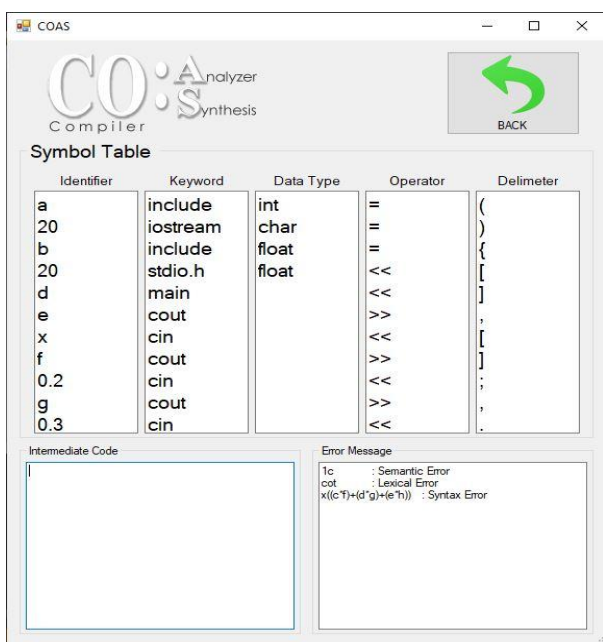 COAS
CO:
Analyzer
Synthesis
Compiler
BACK
Symbol Table
Identifier Keyword Data Type Operator Delimeter
a include int = (
20 iostream char = )
b include float = {
20 stdio.h float << [
d main << ]
e cout >> ,
x cin << [
f cout >> ]
0.2 cin << ;
g cout >> ,
0.3 cin << .
Intermediate Code Error Message
1c : Semantic Error
cot : Lexical Error
x((c*f)+(d*g)+(e*h)) : Syntax Error